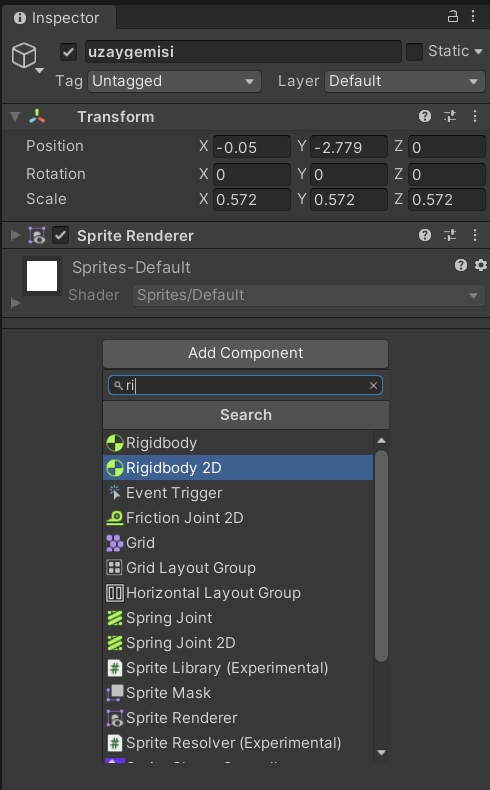 Inspector
uzaygemisi Static
Tag Untagged Layer Default
Transform
Position X -0.05 Y -2.779 Z 0
Rotation X 0 Y 0 Z 0
Scale X 0.572 Y 0.572 Z 0.572
Sprite Renderer
Sprites-Default
Shader Sprites/Default
Add Component
ri
Search
Rigidbody
Rigidbody 2D
Event Trigger
Friction Joint 2D
Grid
Grid Layout Group
Horizontal Layout Group
Spring Joint
Spring Joint 2D
Sprite Library (Experimental)
Sprite Mask
Sprite Renderer
Sprite Resolver (Experimental)